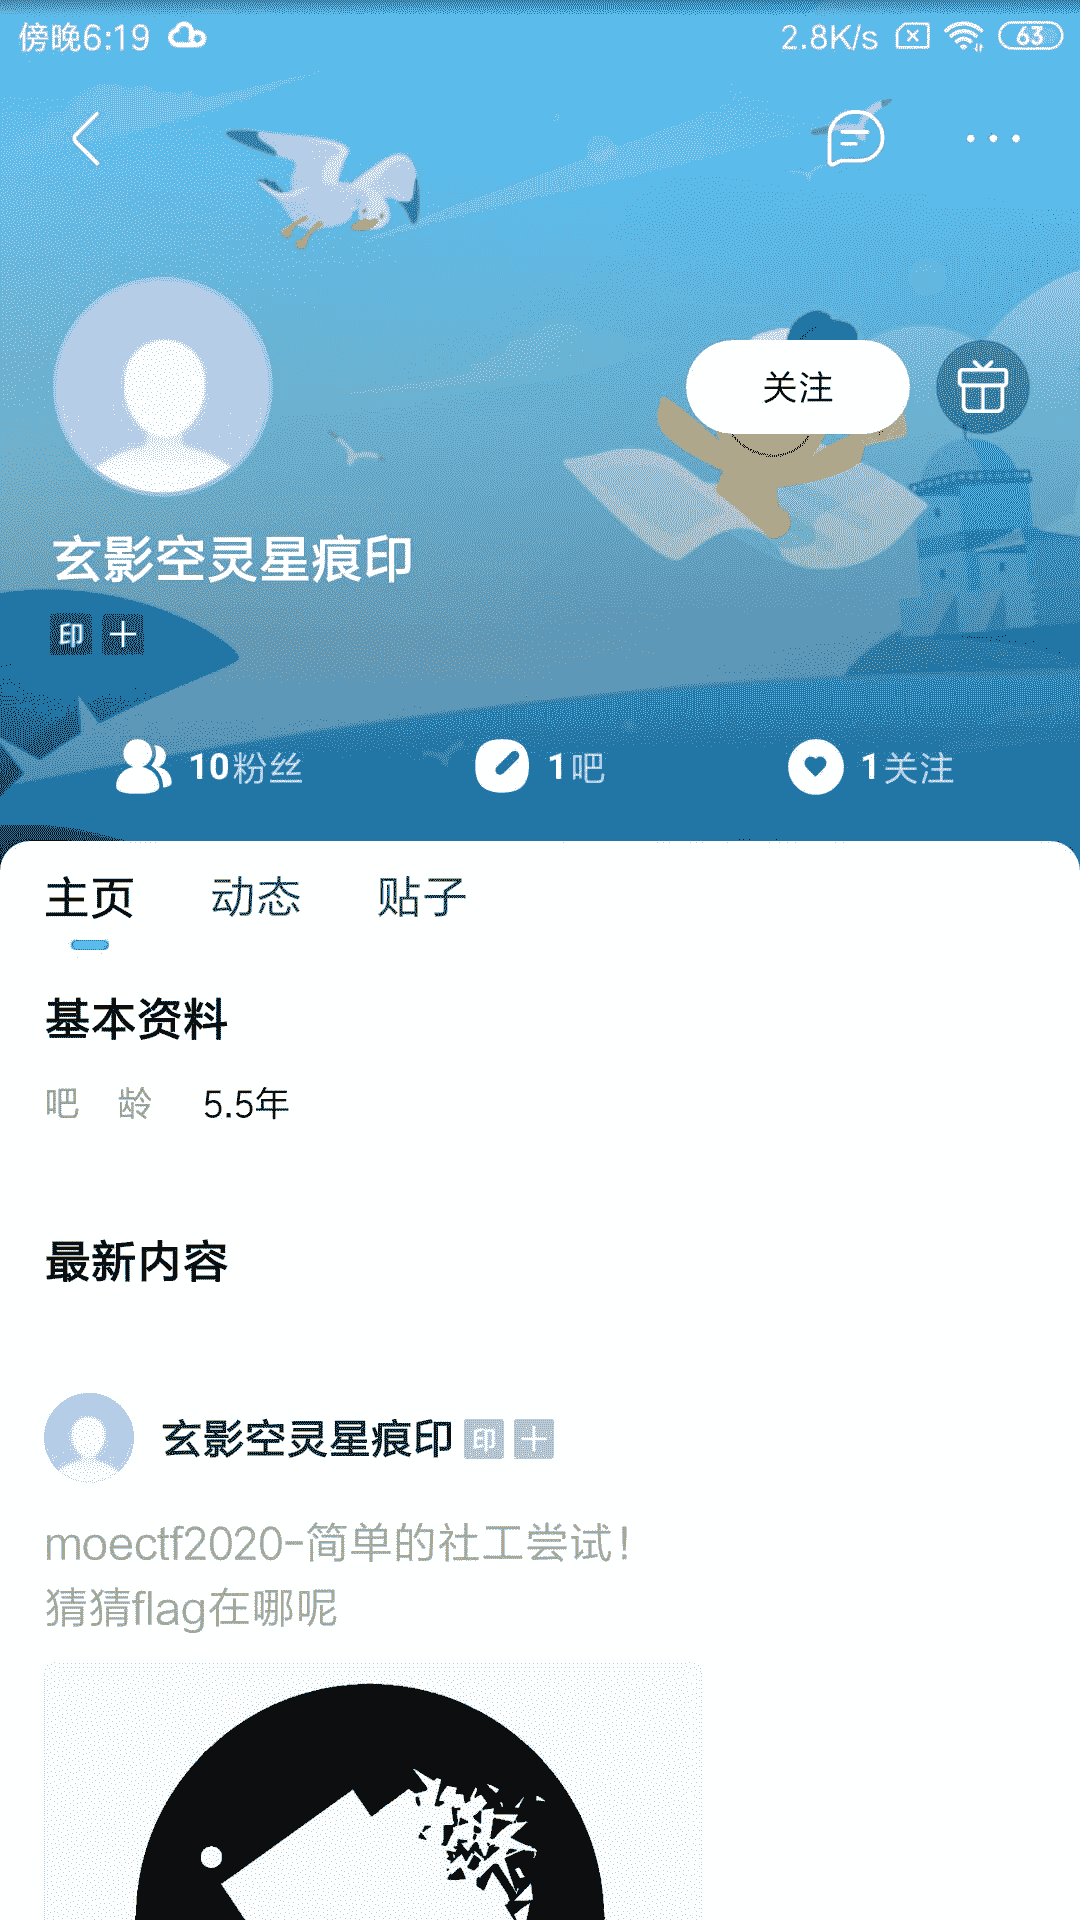 傍晚6:19
2.8K/s 63
关注
玄影空灵星痕印
印 十
10粉丝 1吧 1关注
主页 动态 贴子
基本资料
吧 龄 5.5年
最新内容
玄影空灵星痕印 印 十
moectf2020-简单的社工尝试！
猜猜flag在哪呢